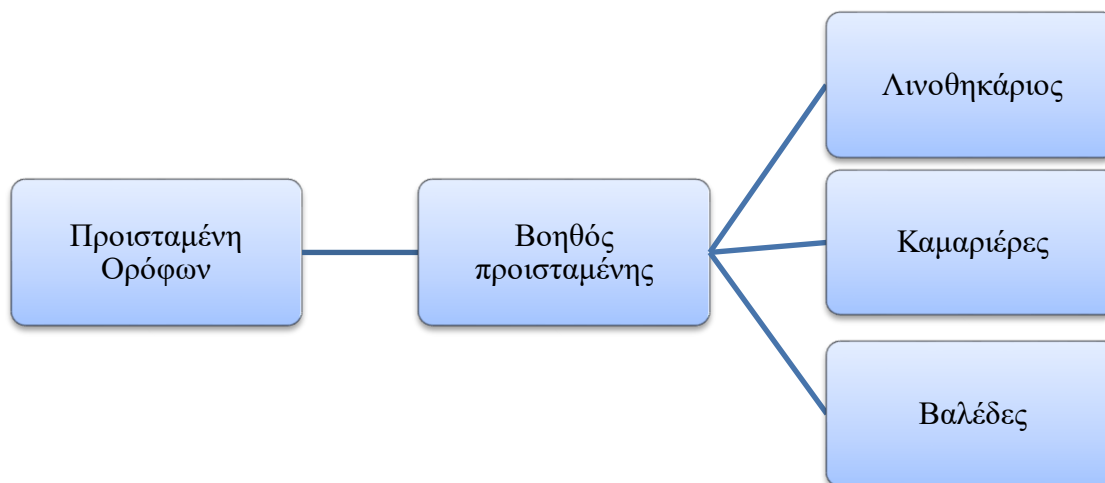 Προισταμένη
Ορόφων
Βοηθός
προισταμένης
Λινοθηκάριος
Καμαριέρες
Βαλέδες